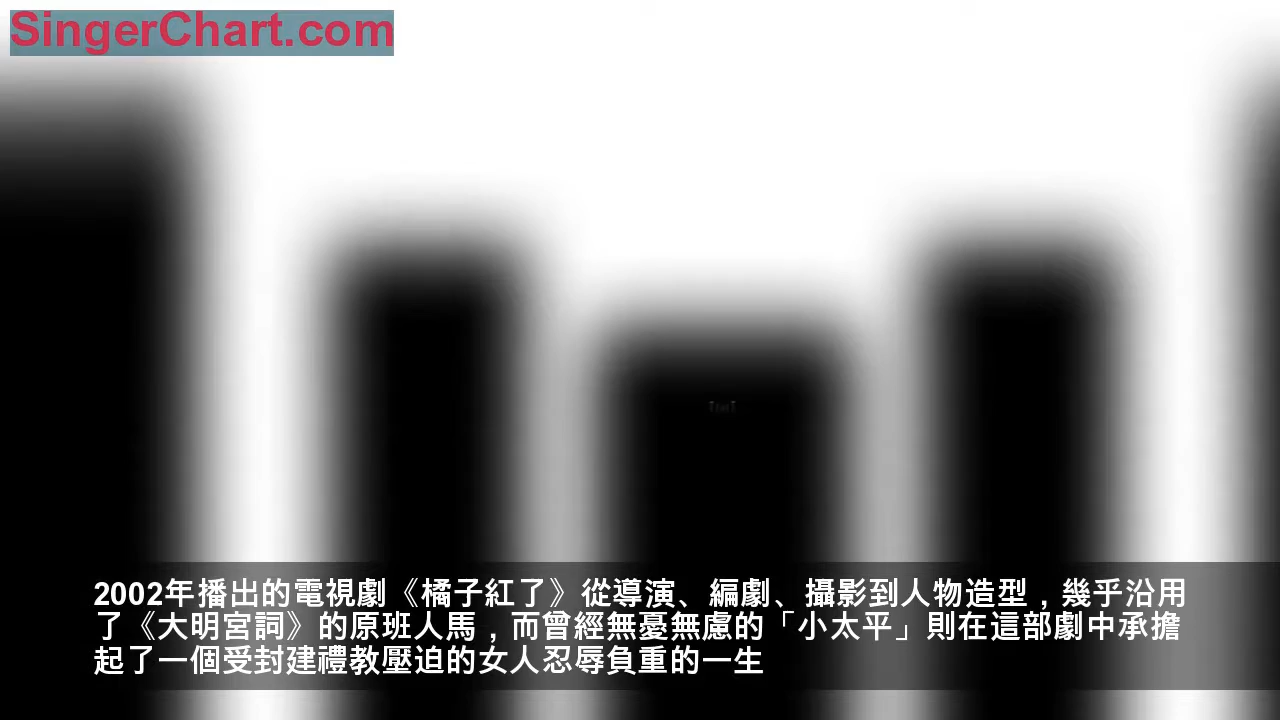 SingerChart.com
2002年播出的電視劇《橘子紅了》從導演、編劇、攝影到人物造型，幾乎沿用
了《大明宮詞》的原班人馬，而曾經無憂無慮的「小太平」則在這部劇中承擔
起了一個受封建禮教壓迫的女人忍辱負重的一生